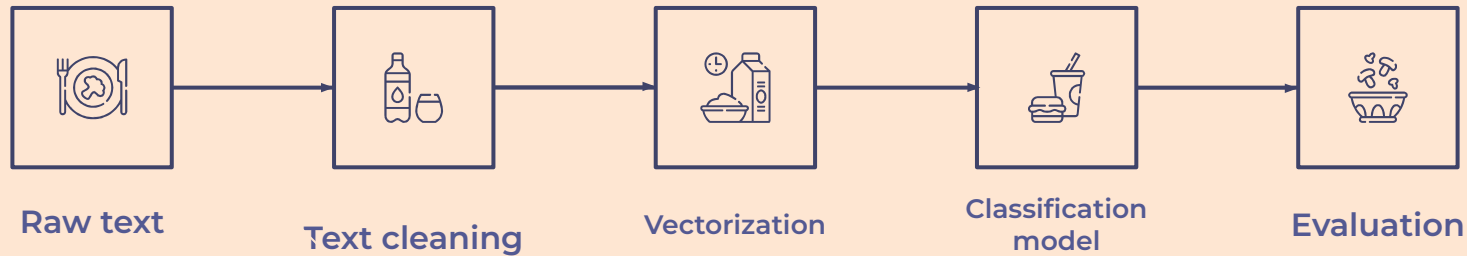 Raw text
Text cleaning
Vectorization
Classification
model
Evaluation